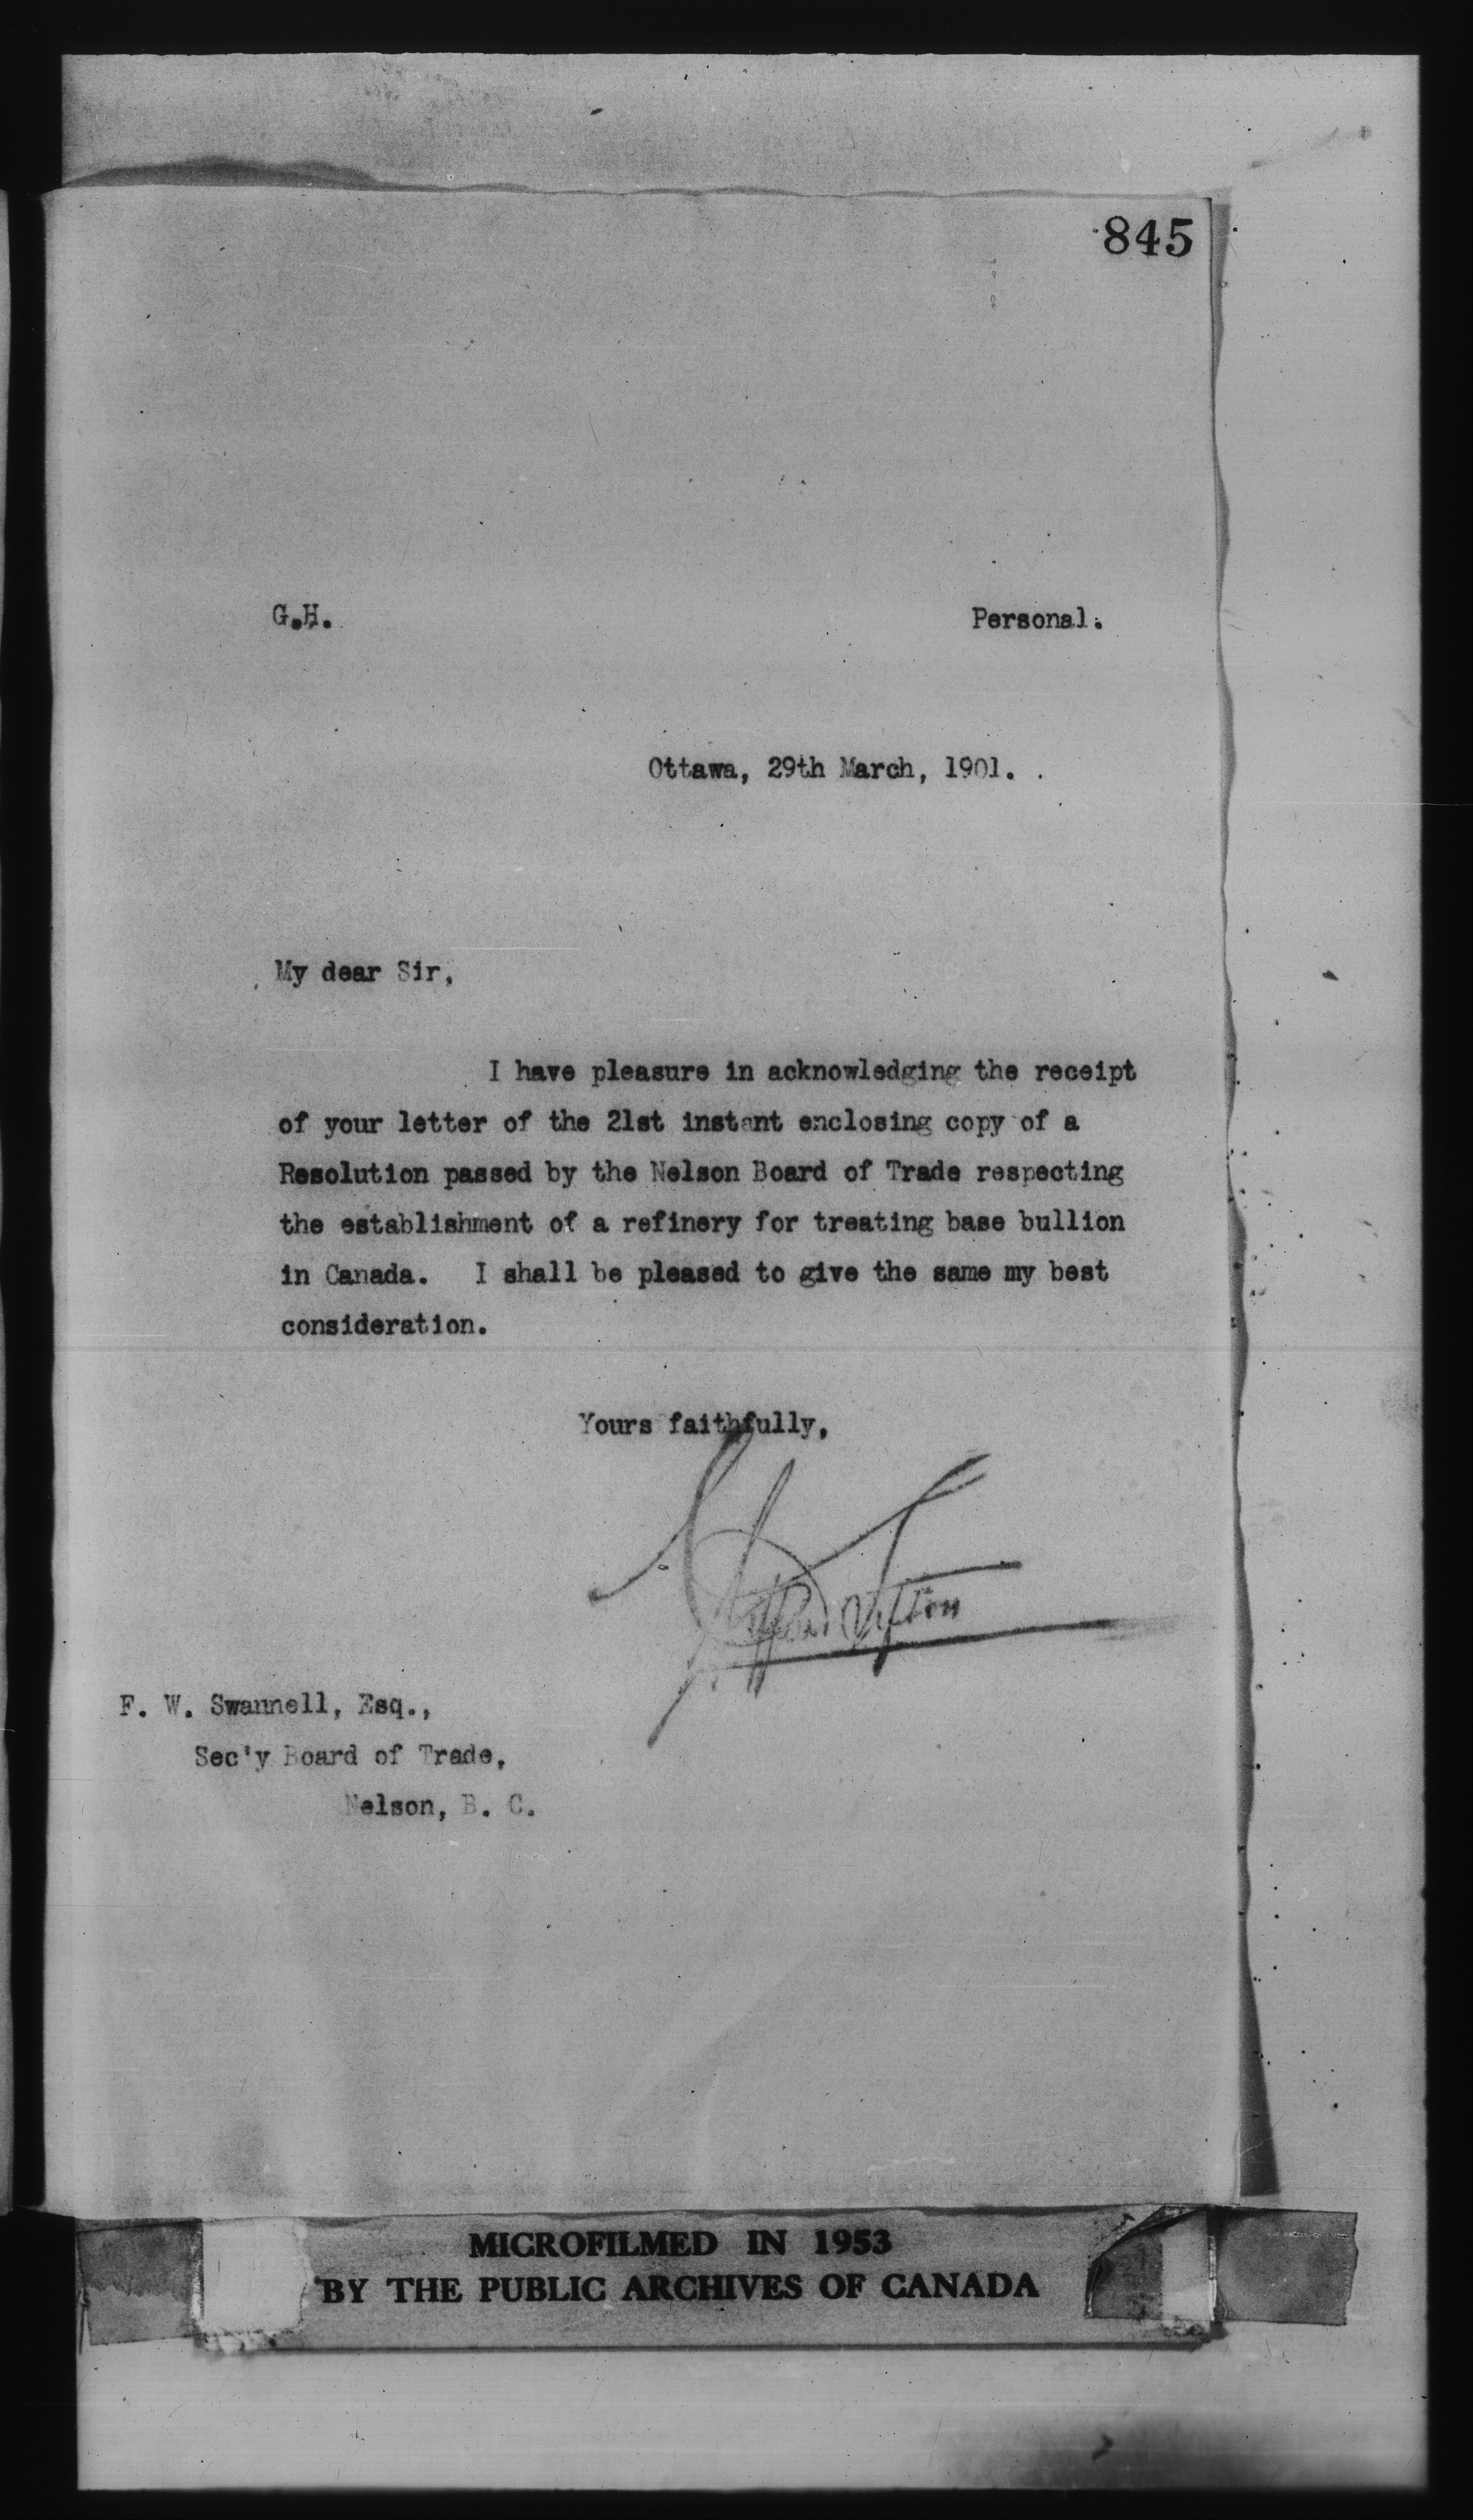 845
G.H. Personal.
Ottawa, 29th March, 1901.
My dear Sir,
I have pleasure in acknowledging the receipt
of your letter of the 21st instant enclosing copy of a
Resolution passed by the Nelson Board of Trade respecting
the establishment of a refinery for treating base bullion
in Canada. I shall be pleased to give the same my best
consideration.
Yours faithfully,
Clifford Sifton
F. W. Swannell, Esq.,
Sec'y Board of Trade,
Nelson, B. C.
MICROFILMED IN 1953
BY THE PUBLIC ARCHIVES OF CANADA